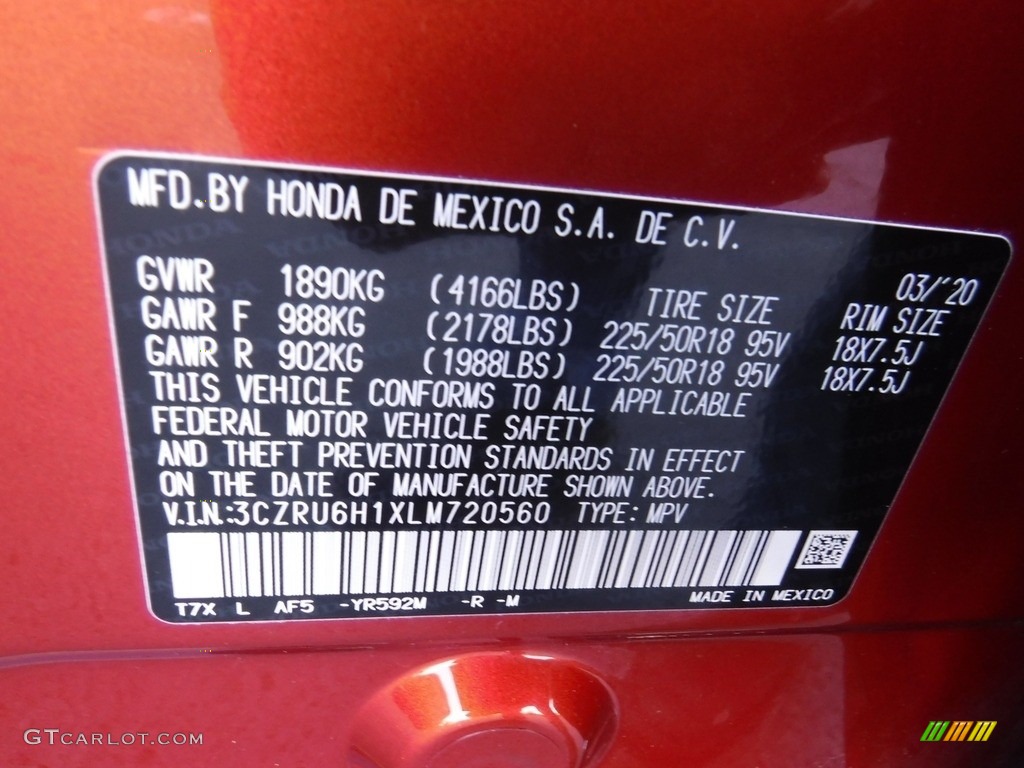 MFD.BY HONDA DE MEXICO S.A. DE C.V.
03/'20
GVWR 1890KG (4166LBS) TIRE SIZE RIM SIZE
GAWR F 988KG (2178LBS) 225/50R18 95V 18X7.5J
GAWR R 902KG (1988LBS) 225/50R18 95V 18X7.5J
THIS VEHICLE CONFORMS TO ALL APPLICABLE
FEDERAL MOTOR VEHICLE SAFETY
AND THEFT PREVENTION STANDARDS IN EFFECT
ON THE DATE OF MANUFACTURE SHOWN ABOVE.
V.I.N.:3CZRU6H1XLM720560 TYPE: MPV
T7X L AF5 -YR592M -R -M MADE IN MEXICO
GTCARLOT.COM